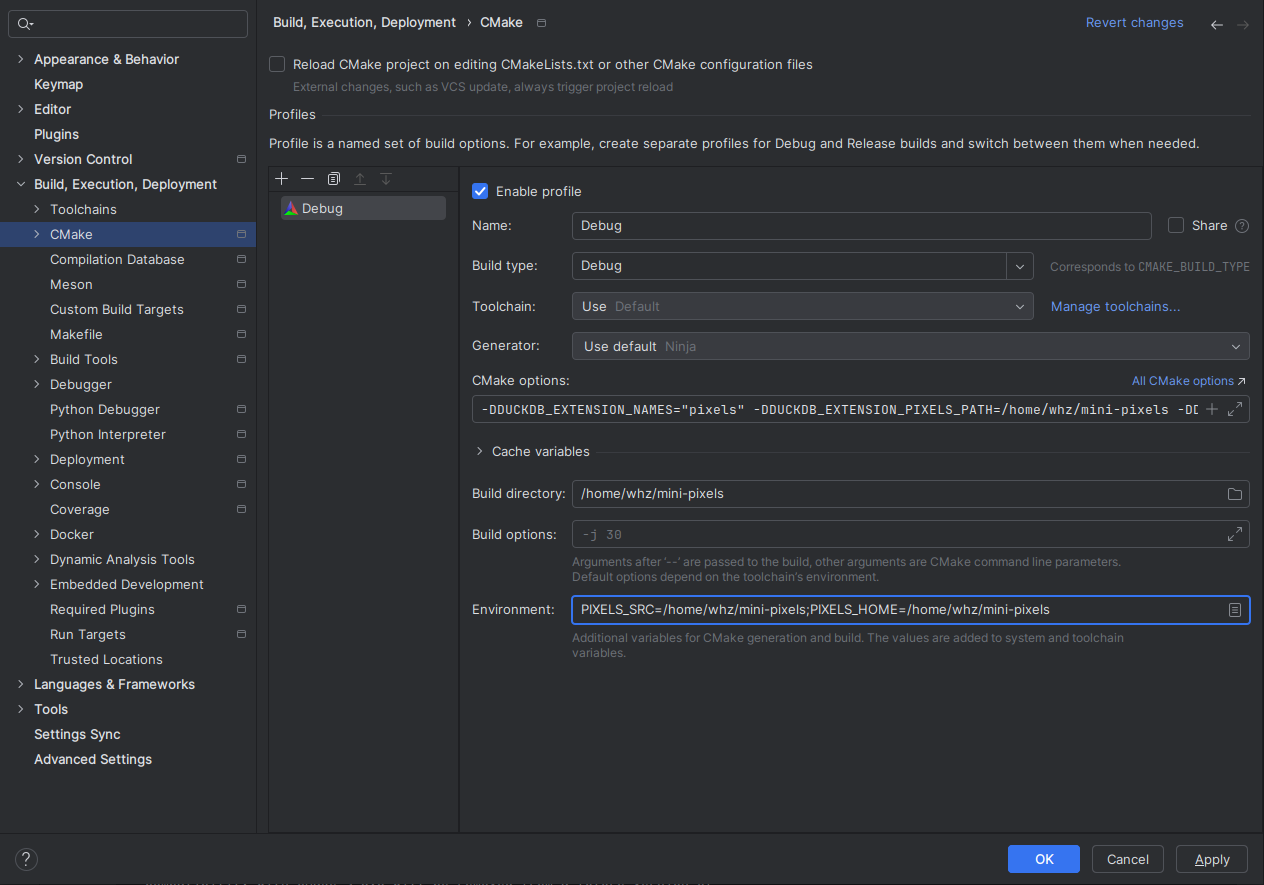 Build, Execution, Deployment › CMake
Revert changes
Appearance & Behavior
Keymap
Editor
Plugins
Version Control
Build, Execution, Deployment
Toolchains
CMake
Compilation Database
Meson
Custom Build Targets
Makefile
Build Tools
Debugger
Python Debugger
Python Interpreter
Deployment
Console
Coverage
Docker
Dynamic Analysis Tools
Embedded Development
Required Plugins
Run Targets
Trusted Locations
Languages & Frameworks
Tools
Settings Sync
Advanced Settings
Reload CMake project on editing CMakeLists.txt or other CMake configuration files
External changes, such as VCS update, always trigger project reload
Profiles
Profile is a named set of build options. For example, create separate profiles for Debug and Release builds and switch between them when needed.
Debug
Enable profile
Name: Debug Share ?
Build type: Debug Corresponds to CMAKE_BUILD_TYPE
Toolchain: Use Default Manage toolchains...
Generator: Use default Ninja
CMake options: All CMake options ↗
-DDUCKDB_EXTENSION_NAMES="pixels" -DDUCKDB_EXTENSION_PIXELS_PATH=/home/whz/mini-pixels -DD
Cache variables
Build directory: /home/whz/mini-pixels
Build options: -j 30
Arguments after '--' are passed to the build, other arguments are CMake command line parameters.
Default options depend on the toolchain's environment.
Environment: PIXELS_SRC=/home/whz/mini-pixels;PIXELS_HOME=/home/whz/mini-pixels
Additional variables for CMake generation and build. The values are added to system and toolchain
variables.
?
OK
Cancel
Apply